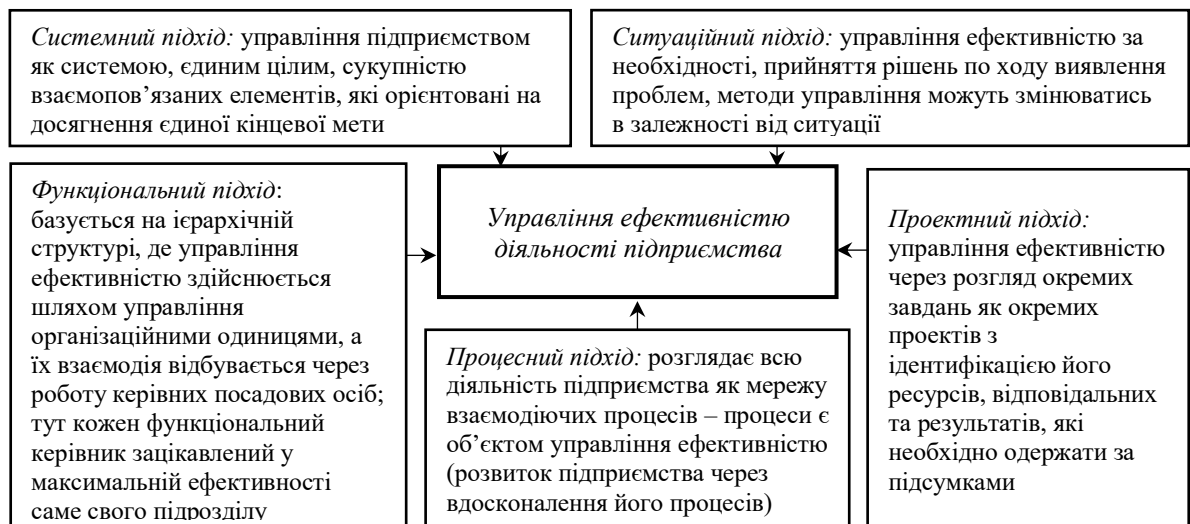 Системний підхід: управління підприємством
як системою, єдиним цілим, сукупністю
взаємопов’язаних елементів, які орієнтовані на
досягнення єдиної кінцевої мети
Ситуаційний підхід: управління ефективністю за
необхідності, прийняття рішень по ходу виявлення
проблем, методи управління можуть змінюватись
в залежності від ситуації
Функціональний підхід:
базується на ієрархічній
структурі, де управління
ефективністю здійснюється
шляхом управління
організаційними одиницями, а
їх взаємодія відбувається через
роботу керівних посадових осіб;
тут кожен функціональний
керівник зацікавлений у
максимальній ефективності
саме свого підрозділу
Управління ефективністю
діяльності підприємства
Процесний підхід: розглядає всю
діяльність підприємства як мережу
взаємодіючих процесів – процеси є
об’єктом управління ефективністю
(розвиток підприємства через
вдосконалення його процесів)
Проектний підхід:
управління ефективністю
через розгляд окремих
завдань як окремих
проектів з
ідентифікацією його
ресурсів, відповідальних
та результатів, які
необхідно одержати за
підсумками